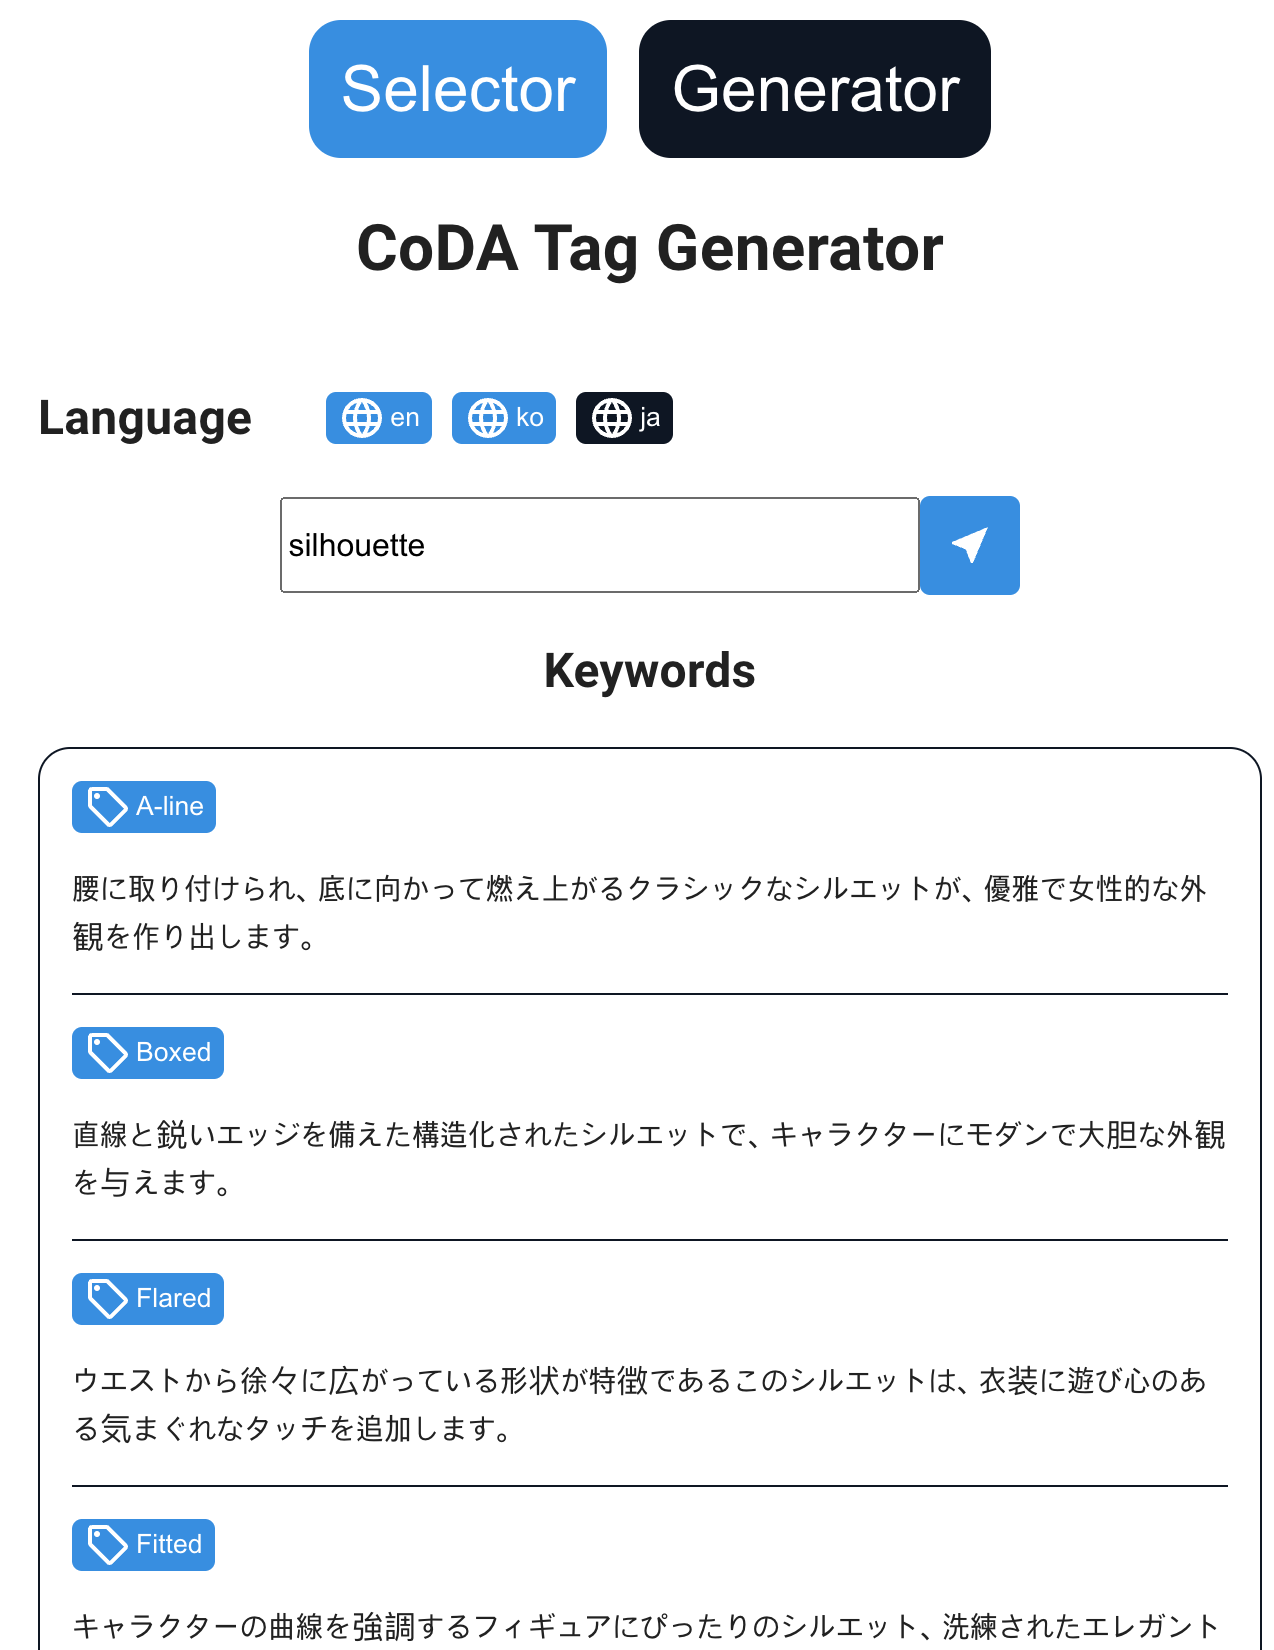 Selector Generator
CoDA Tag Generator
Language en ko ja
silhouette
Keywords
A-line
腰に取り付けられ、底に向かって燃え上がるクラシックなシルエットが、優雅で女性的な外
観を作り出します。
Boxed
直線と鋭いエッジを備えた構造化されたシルエットで、キャラクターにモダンで大胆な外観
を与えます。
Flared
ウエストから徐々に広がっている形状が特徴であるこのシルエットは、衣装に遊び心のあ
る気まぐれなタッチを追加します。
Fitted
キャラクターの曲線を強調するフィギュアにぴったりのシルエット、洗練されたエレガント